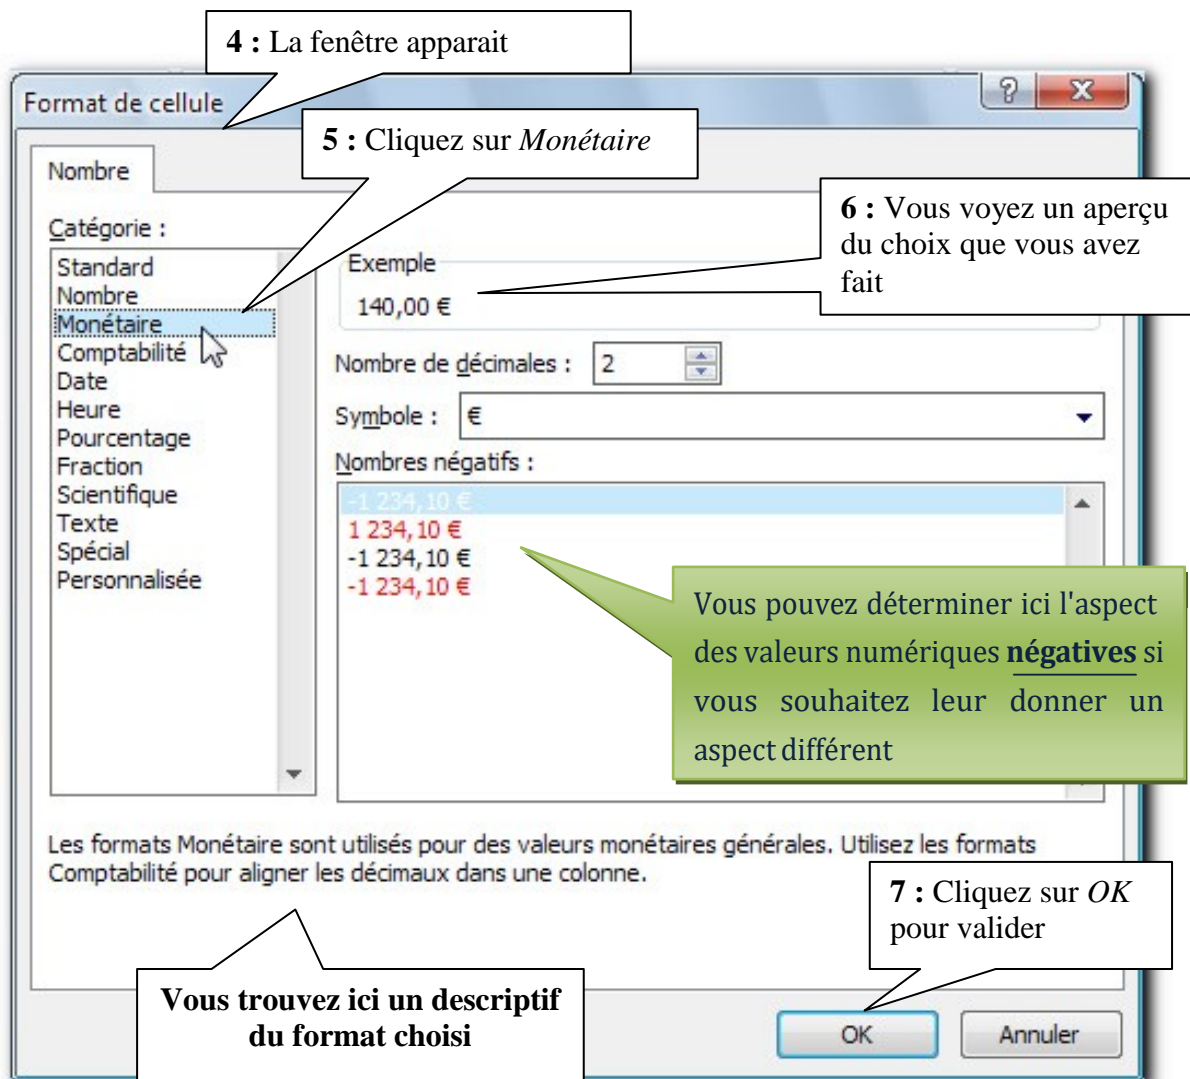 4 : La fenêtre apparait
Format de cellule
5 : Cliquez sur Monétaire
Nombre
6 : Vous voyez un aperçu
du choix que vous avez
fait
Catégorie :
Standard
Nombre
Monétaire
Comptabilité
Date
Heure
Pourcentage
Fraction
Scientifique
Texte
Spécial
Personnalisée
Exemple
140,00 €
Nombre de décimales : 2
Symbole : €
Nombres négatifs :
-1 234,10 €
1 234,10 €
-1 234,10 €
-1 234,10 €
Vous pouvez déterminer ici l'aspect
des valeurs numériques négatives si
vous souhaitez leur donner un
aspect différent
Les formats Monétaire sont utilisés pour des valeurs monétaires générales. Utilisez les formats
Comptabilité pour aligner les décimaux dans une colonne.
7 : Cliquez sur OK
pour valider
Vous trouvez ici un descriptif
du format choisi
OK
Annuler